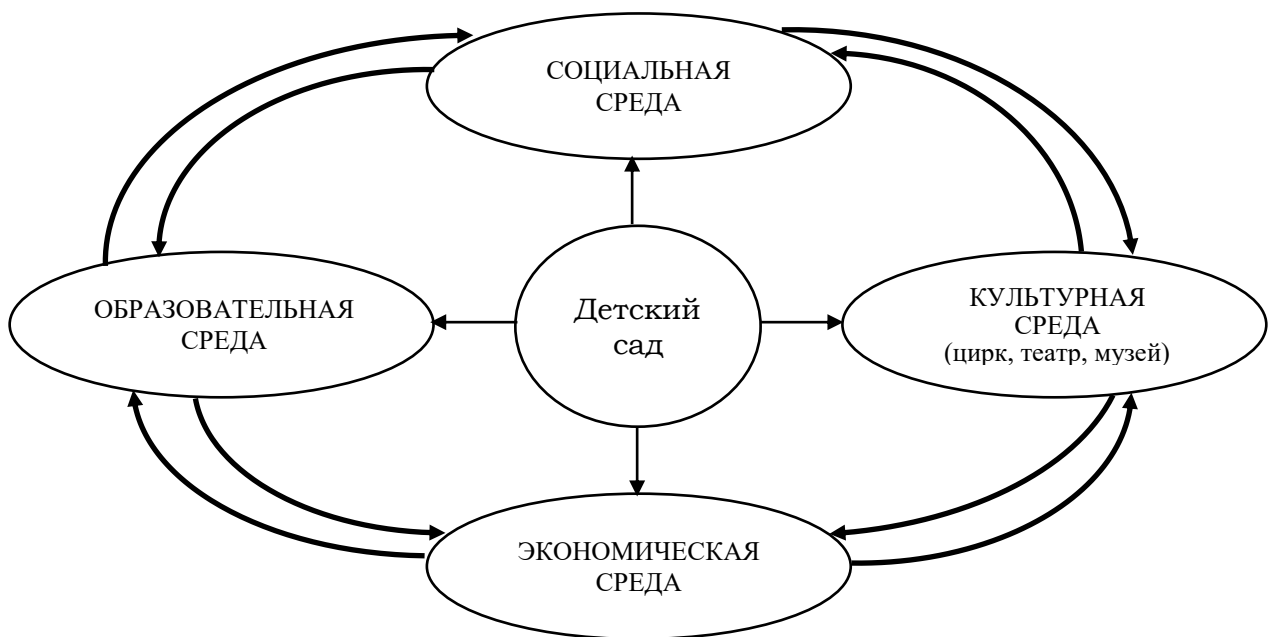 СОЦИАЛЬНАЯ
СРЕДА
ОБРАЗОВАТЕЛЬНАЯ
СРЕДА
Детский
сад
КУЛЬТУРНАЯ
СРЕДА
(цирк, театр, музей)
ЭКОНОМИЧЕСКАЯ
СРЕДА